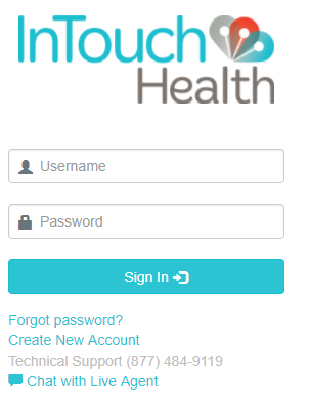 InTouch
Health
Username
Password
Sign In
Forgot password?
Create New Account
Technical Support (877) 484-9119
Chat with Live Agent